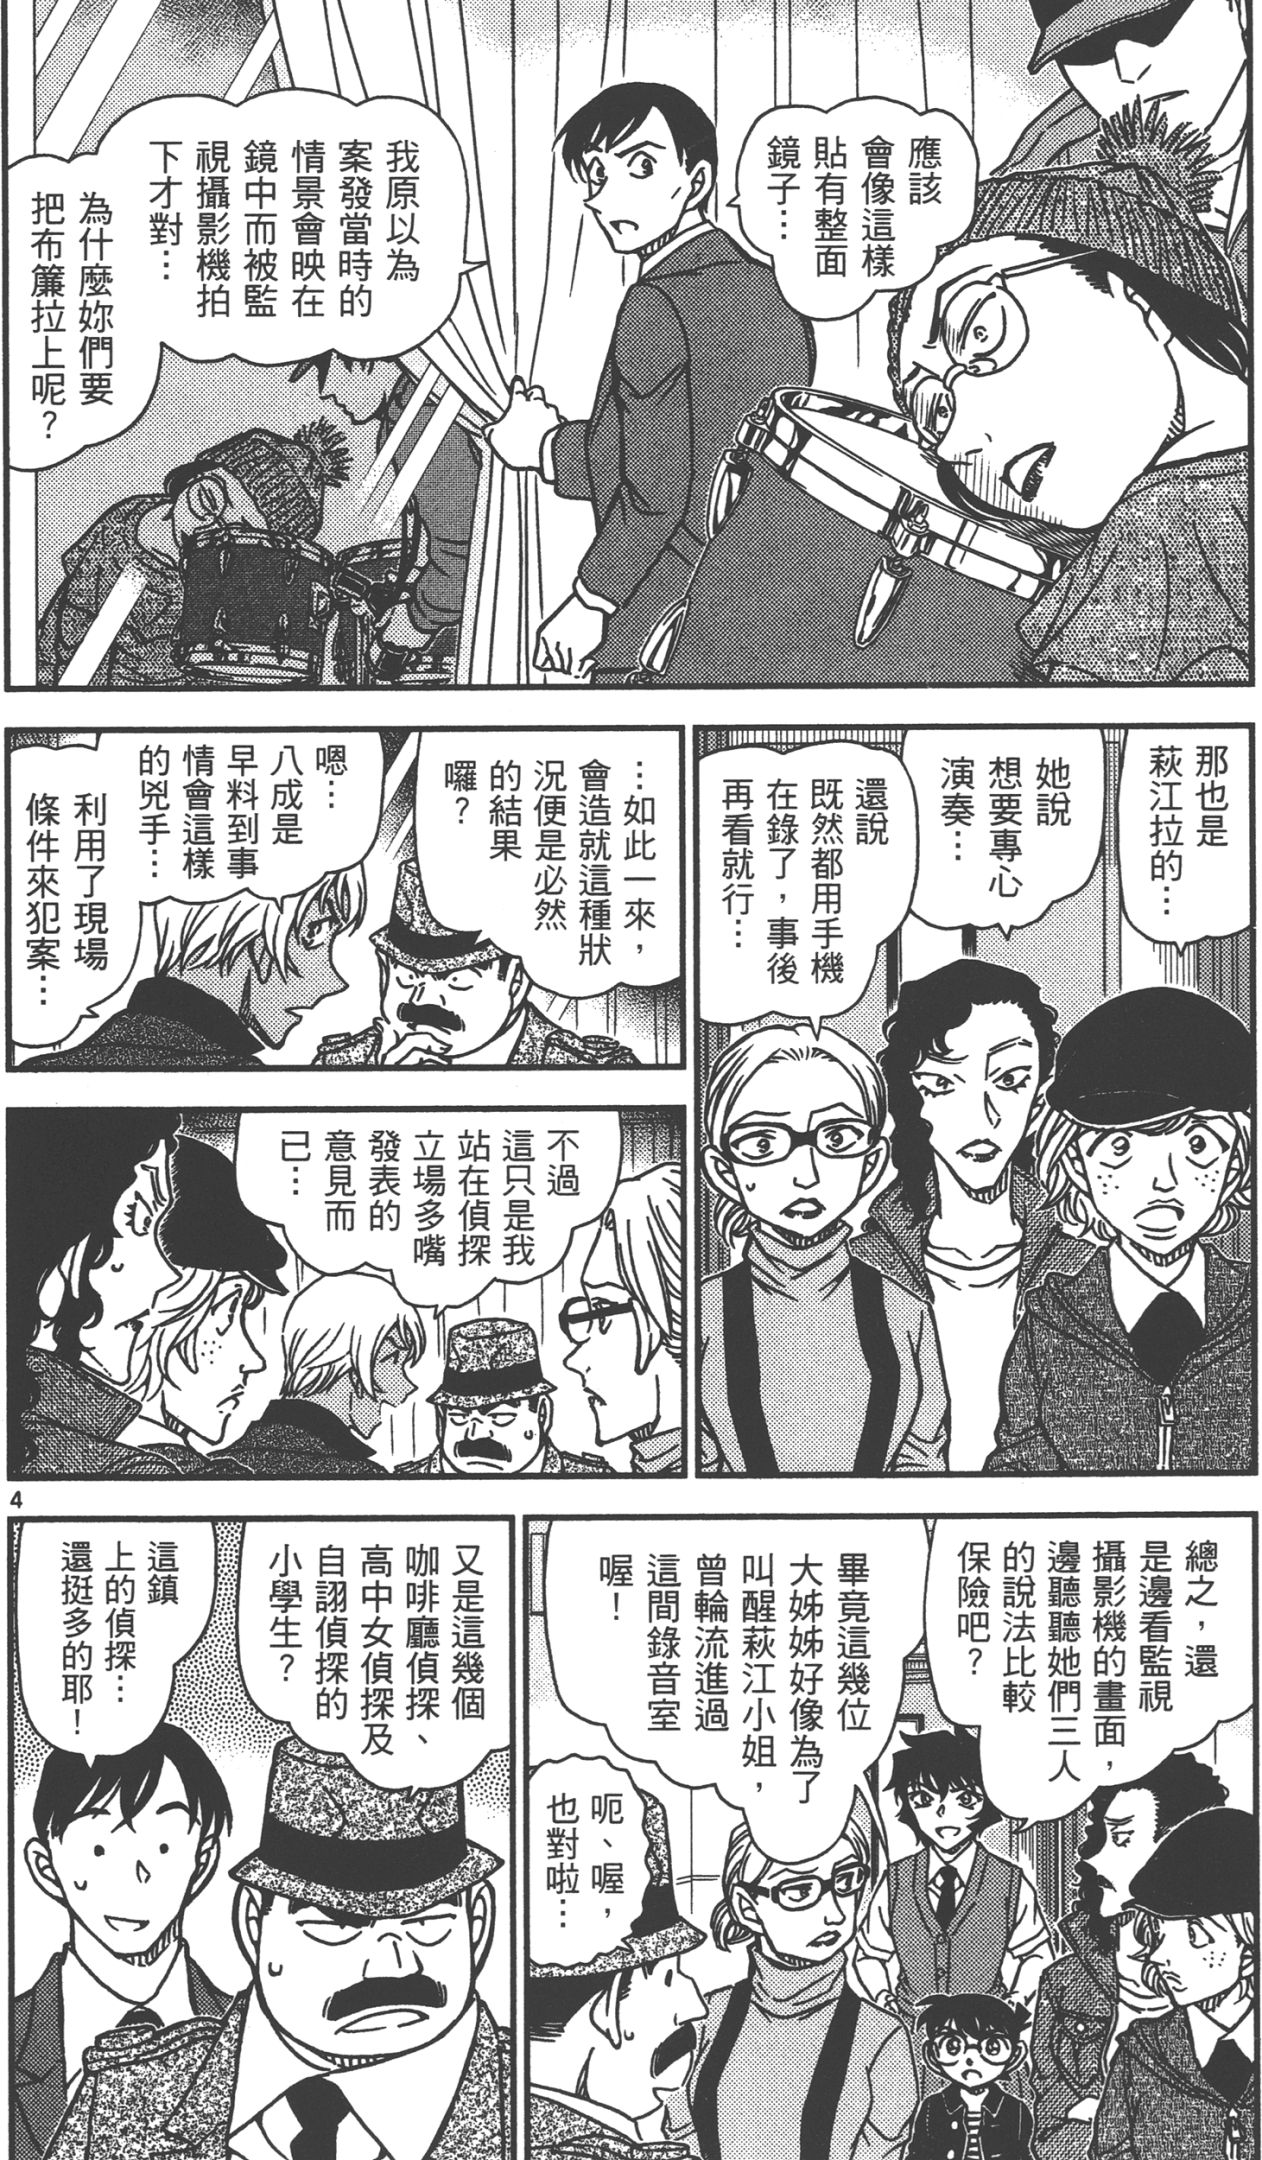 應該
會像這樣
貼有整面
鏡子…
我原以為
案發當時的
情景會映在
鏡中而被監
視攝影機拍
下才對…
為什麼妳們要
把布簾拉上呢？
那也是
萩江拉的…
她說
想要專心
演奏…
還說
既然都用手機
在錄了，事後
再看就行…
…如此一來，
會造就這種狀
況便是必然
的結果
囉？
嗯…
八成是
早料到事
情會這樣
的兇手…
利用了現場
條件來犯案…
不過
這只是我
站在偵探
立場多嘴
發表的
意見而
已…
4
總之，還
是邊看監視
攝影機的畫面，
邊聽聽她們三人
的說法比較
保險吧？
畢竟這幾位
大姊姊好像為了
叫醒萩江小姐，
曾輪流進過
這間錄音室
喔！
呃、喔，
也對啦…
又是這幾個
咖啡廳偵探、
高中女偵探及
自詡偵探的
小學生？
這鎮
上的偵探…
還挺多的耶！